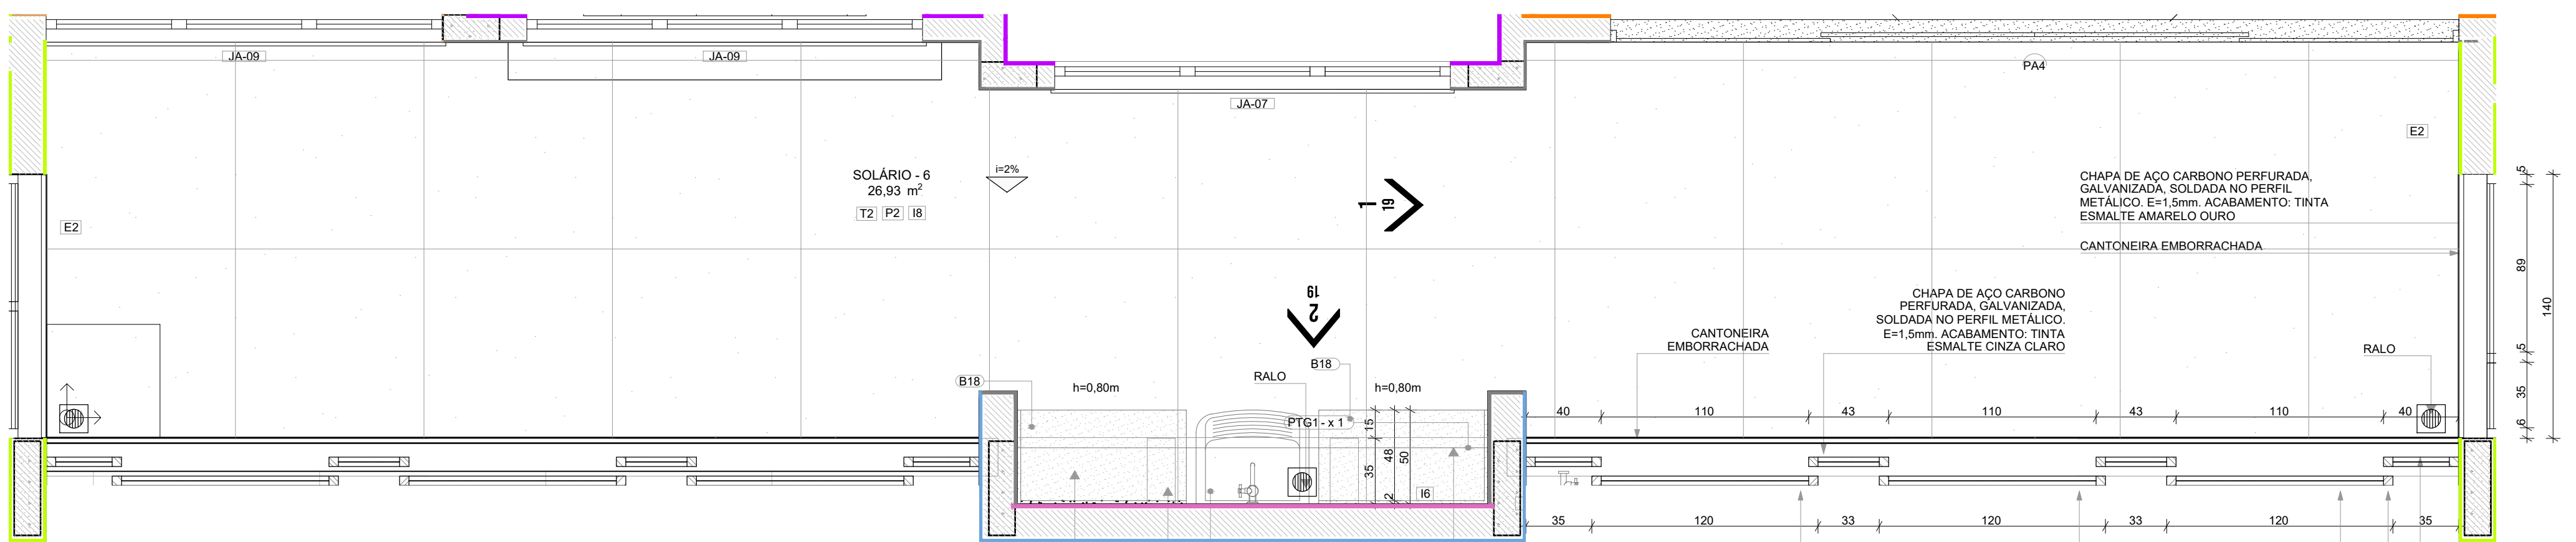 JA-09
JA-09
JA-07
PA4
E2
SOLÁRIO - 6
26,93 m²
T2 P2 I8
i=2%
1
19
E2
CHAPA DE AÇO CARBONO PERFURADA,
GALVANIZADA, SOLDADA NO PERFIL
METÁLICO. E=1,5mm. ACABAMENTO: TINTA
ESMALTE AMARELO OURO
CANTONEIRA EMBORRACHADA
5
89
5
35
6
140
19
2
CHAPA DE AÇO CARBONO
PERFURADA, GALVANIZADA,
SOLDADA NO PERFIL METÁLICO.
E=1,5mm. ACABAMENTO: TINTA
ESMALTE CINZA CLARO
CANTONEIRA
EMBORRACHADA
RALO
B18
h=0,80m
RALO
B18
h=0,80m
PTG1 - x 1
15
35
48
2
50
I6
40
110
43
110
43
110
40
35
120
33
120
33
120
35